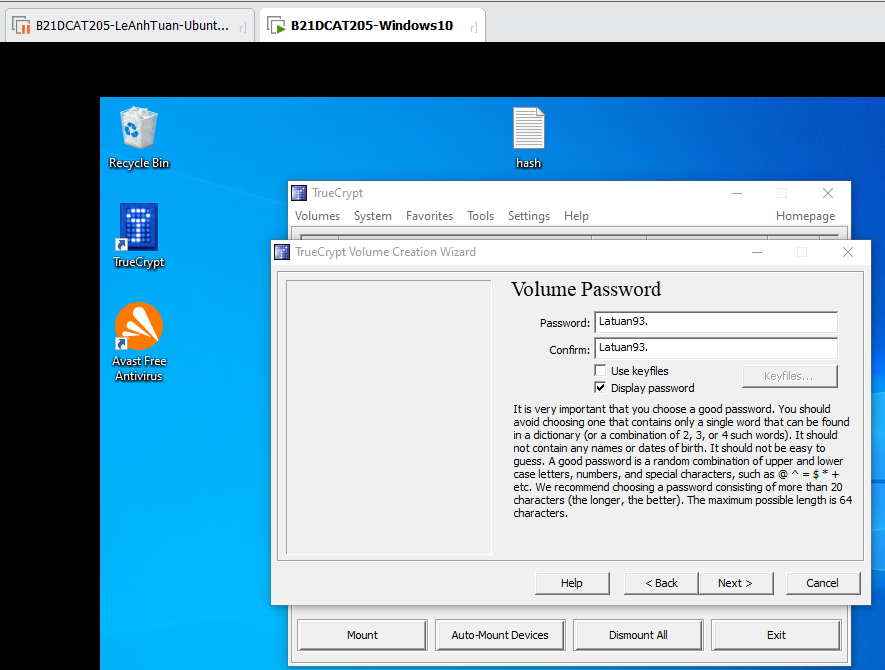 B21DCAT205-LeAnhTuan-Ubunt...
B21DCAT205-Windows10
Recycle Bin
hash
TrueCrypt
Avast Free
Antivirus
TrueCrypt
Volumes System Favorites Tools Settings Help Homepage
TrueCrypt Volume Creation Wizard
Volume Password
Password: Latuan93.
Confirm: Latuan93.
Use keyfiles
Keyfiles...
Display password
It is very important that you choose a good password. You should
avoid choosing one that contains only a single word that can be found
in a dictionary (or a combination of 2, 3, or 4 such words). It should
not contain any names or dates of birth. It should not be easy to
guess. A good password is a random combination of upper and lower
case letters, numbers, and special characters, such as @ ^ = $ * +
etc. We recommend choosing a password consisting of more than 20
characters (the longer, the better). The maximum possible length is 64
characters.
Help < Back Next > Cancel
Mount Auto-Mount Devices Dismount All Exit